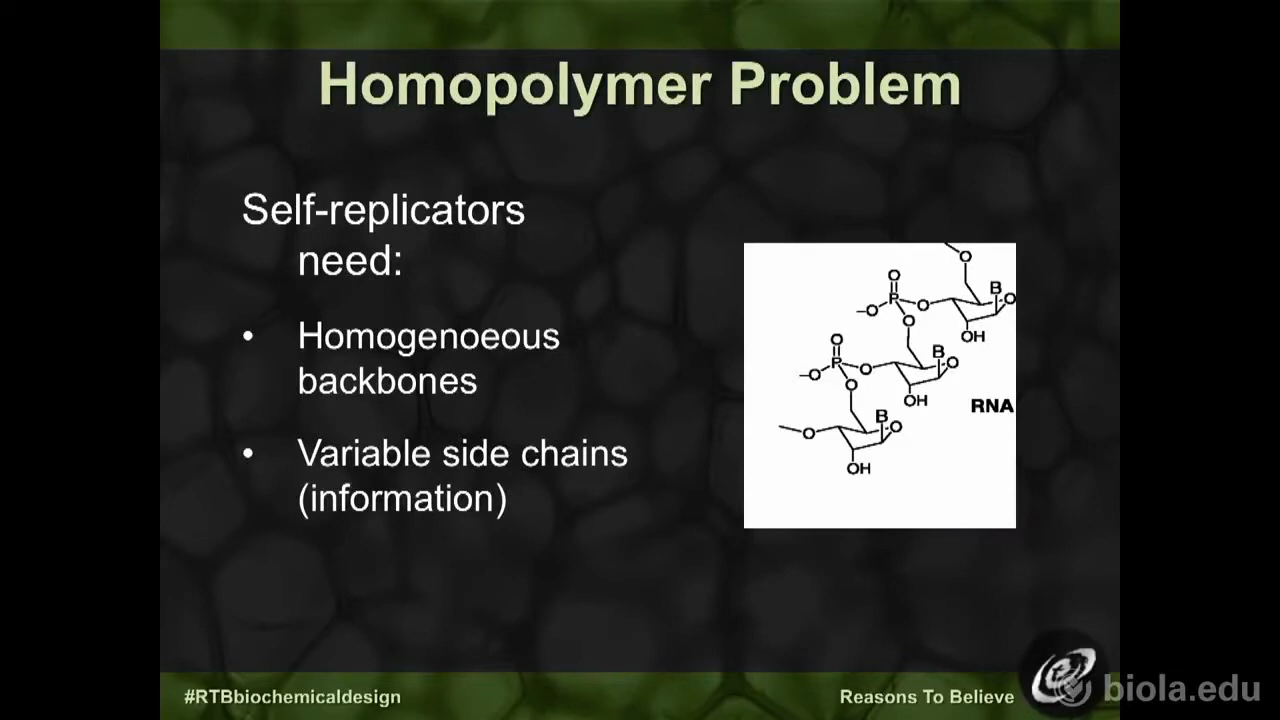 Homopolymer Problem
Self-replicators
need:
• Homogenoeous
backbones
• Variable side chains
(information)
O
O
B
P
O
O
–O
O
OH
O
B
P
O
O
–O
O
OH
RNA
B
O
O
OH
#RTBbiochemicaldesign
Reasons To Believe
biola.edu